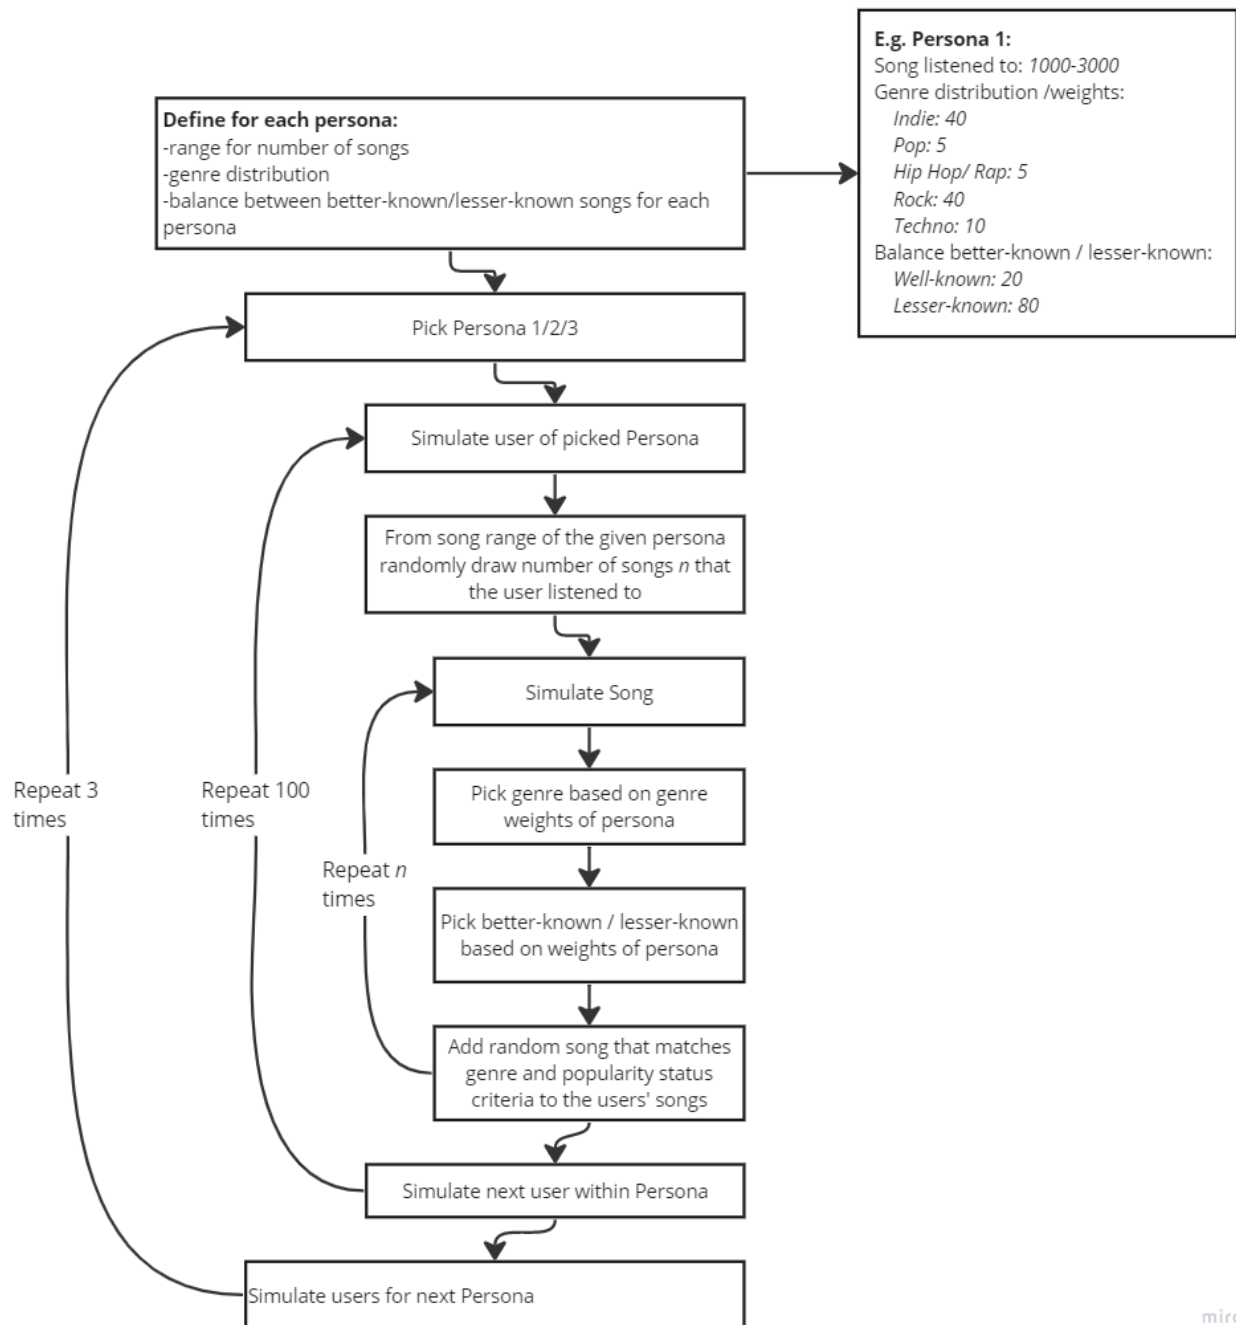 E.g. Persona 1:
Song listened to: 1000-3000
Genre distribution /weights:
Indie: 40
Pop: 5
Hip Hop/ Rap: 5
Rock: 40
Techno: 10
Balance better-known / lesser-known:
Well-known: 20
Lesser-known: 80
Define for each persona:
-range for number of songs
-genre distribution
-balance between better-known/lesser-known songs for each
persona
Pick Persona 1/2/3
Simulate user of picked Persona
From song range of the given persona
randomly draw number of songs n that
the user listened to
Simulate Song
Pick genre based on genre
weights of persona
Pick better-known / lesser-known
based on weights of persona
Add random song that matches
genre and popularity status
criteria to the users' songs
Repeat n
times
Simulate next user within Persona
Repeat 100
times
Simulate users for next Persona
Repeat 3
times